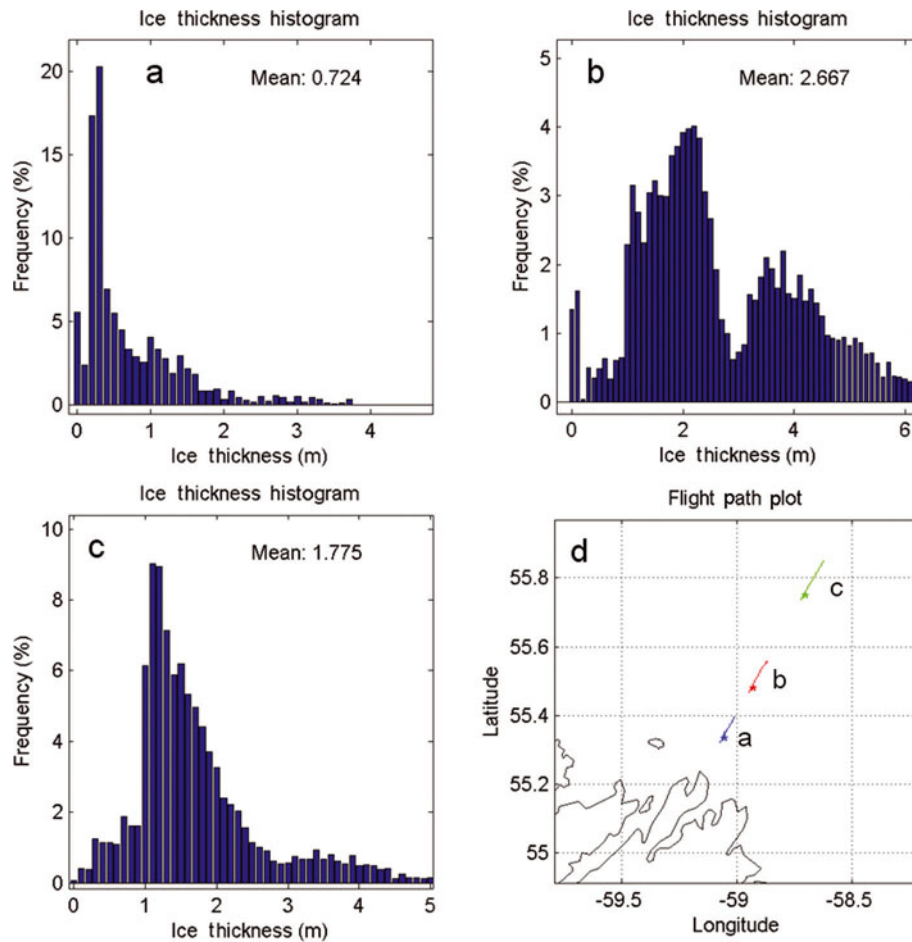 Ice thickness histogram
a
Mean: 0.724
Frequency (%)
20
15
10
5
0
0 1 2 3 4
Ice thickness (m)
Ice thickness histogram
b
Mean: 2.667
Frequency (%)
5
4
3
2
1
0
0 2 4 6
Ice thickness (m)
Ice thickness histogram
c
Mean: 1.775
Frequency (%)
10
8
6
4
2
0
0 1 2 3 4 5
Ice thickness (m)
Flight path plot
d
c
b
a
Latitude
55.8
55.6
55.4
55.2
55
-59.5 -59 -58.5
Longitude